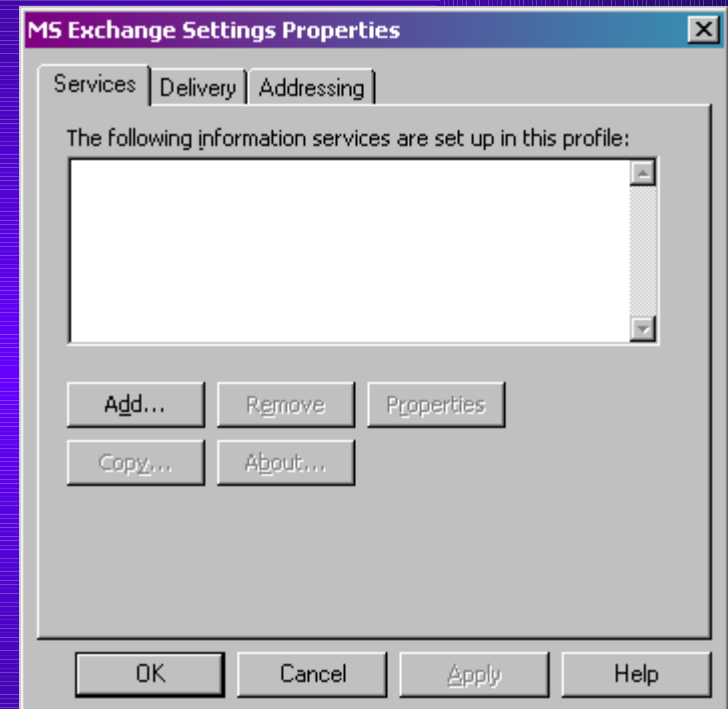 MS Exchange Settings Properties
Services Delivery Addressing
The following information services are set up in this profile:
Add... Remove Properties
Copy... About...
OK Cancel Apply Help